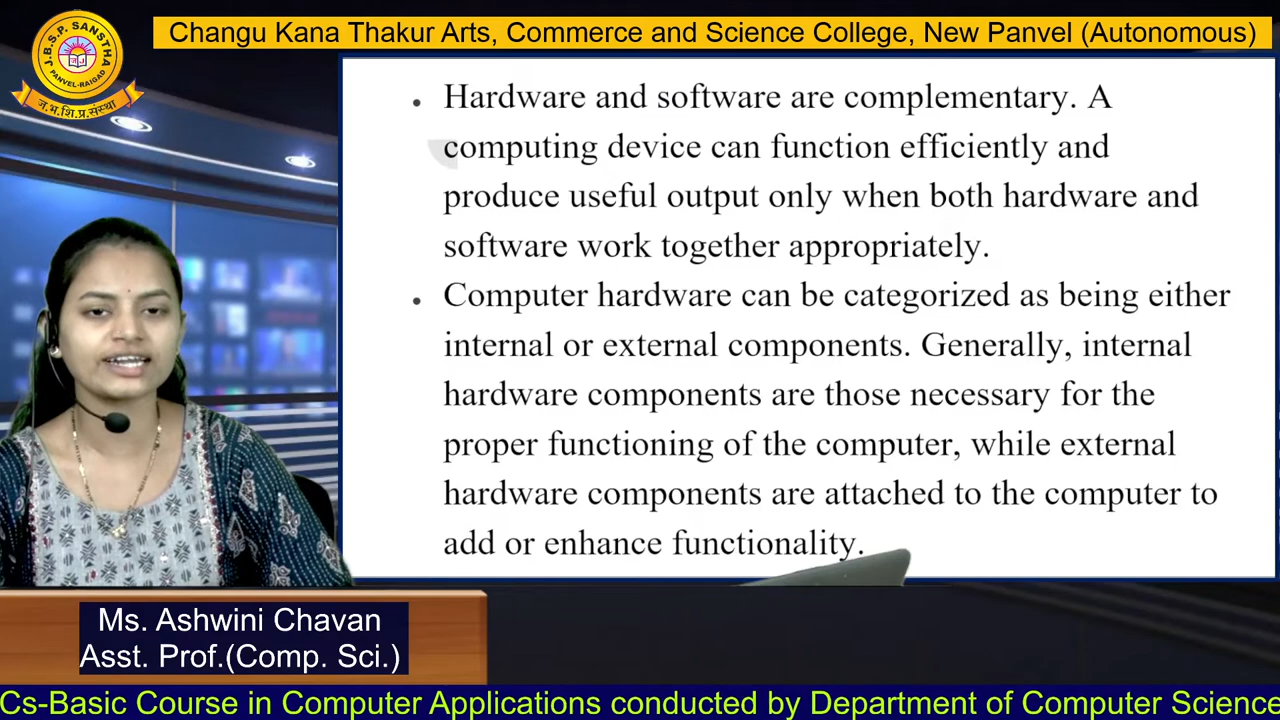 Changu Kana Thakur Arts, Commerce and Science College, New Panvel (Autonomous)
J.B.S.P. SANSTHA
PANVEL-RAIGAD
ज.भ.शि.प्र.संस्था
• Hardware and software are complementary. A
computing device can function efficiently and
produce useful output only when both hardware and
software work together appropriately.
• Computer hardware can be categorized as being either
internal or external components. Generally, internal
hardware components are those necessary for the
proper functioning of the computer, while external
hardware components are attached to the computer to
add or enhance functionality.
Ms. Ashwini Chavan
Asst. Prof.(Comp. Sci.)
Cs-Basic Course in Computer Applications conducted by Department of Computer Science